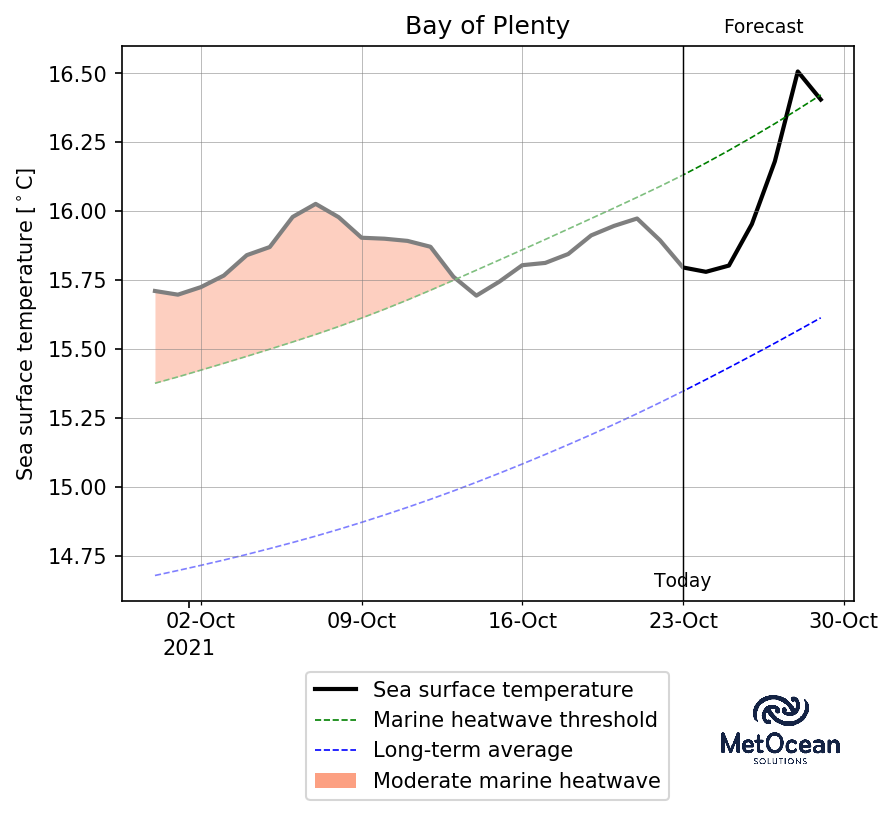 Bay of Plenty
Forecast
Sea surface temperature [°C]
16.50
16.25
16.00
15.75
15.50
15.25
15.00
14.75
Today
02-Oct
09-Oct
16-Oct
23-Oct
30-Oct
2021
Sea surface temperature
Marine heatwave threshold
Long-term average
Moderate marine heatwave
MetOcean
SOLUTIONS